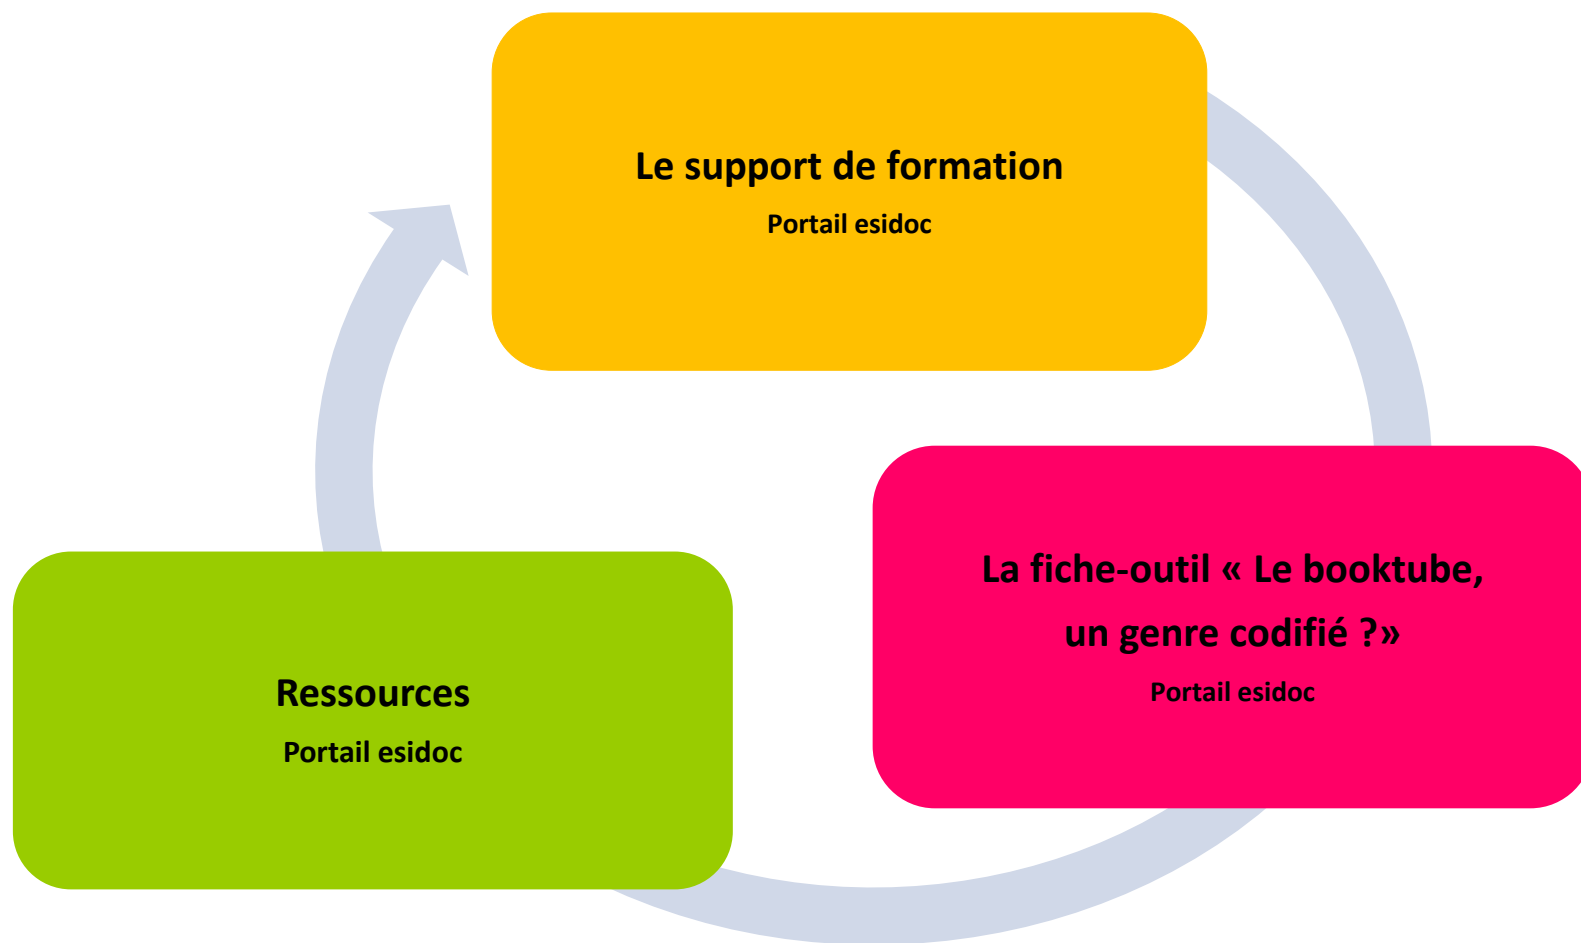 Le support de formation
Portail esidoc
La fiche-outil « Le booktube,
un genre codifié ?»
Portail esidoc
Ressources
Portail esidoc